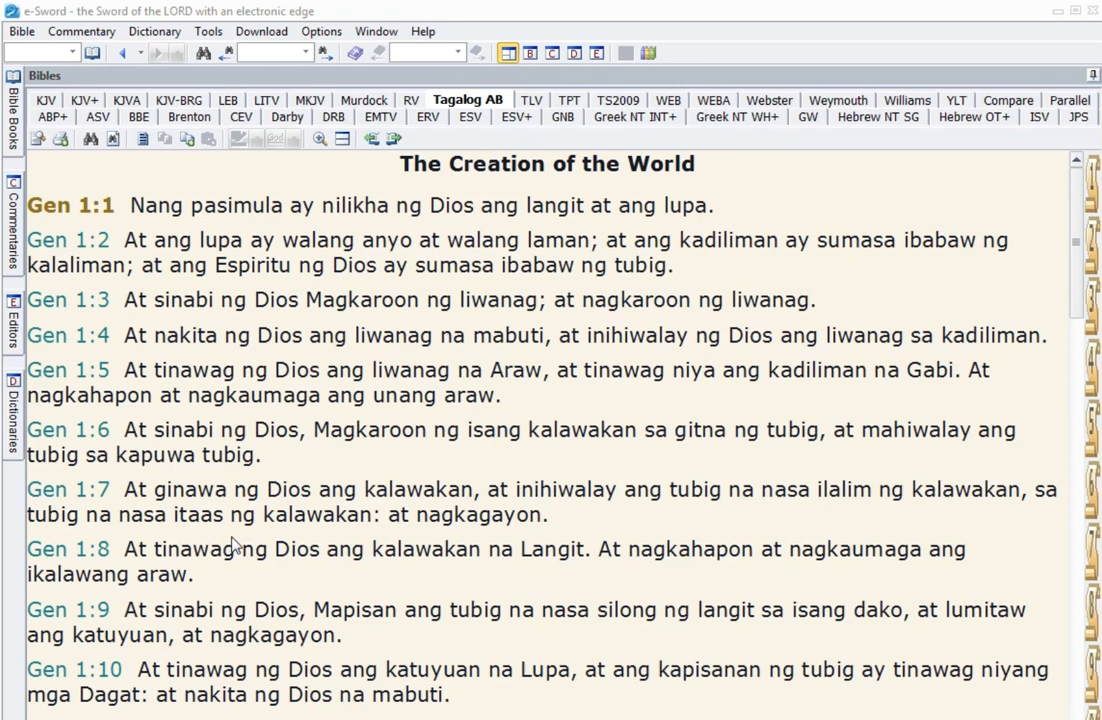 e-Sword - the Sword of the LORD with an electronic edge
Bible Commentary Dictionary Tools Download Options Window Help
B C D E
Bibles
KJV KJV+ KJVA KJV-BRG LEB LITV MKJV Murdock RV Tagalog AB TLV TPT TS2009 WEB WEBA Webster Weymouth Williams YLT Compare Parallel
ABP+ ASV BBE Brenton CEV Darby DRB EMTV ERV ESV ESV+ GNB Greek NT INT+ Greek NT WH+ GW Hebrew NT SG Hebrew OT+ ISV JPS
Bible Books
C Commentaries
E Editors
D Dictionaries
The Creation of the World
Gen 1:1 Nang pasimula ay nilikha ng Dios ang langit at ang lupa.
Gen 1:2 At ang lupa ay walang anyo at walang laman; at ang kadiliman ay sumasa ibabaw ng
kalaliman; at ang Espiritu ng Dios ay sumasa ibabaw ng tubig.
Gen 1:3 At sinabi ng Dios Magkaroon ng liwanag; at nagkaroon ng liwanag.
Gen 1:4 At nakita ng Dios ang liwanag na mabuti, at inihiwalay ng Dios ang liwanag sa kadiliman.
Gen 1:5 At tinawag ng Dios ang liwanag na Araw, at tinawag niya ang kadiliman na Gabi. At
nagkahapon at nagkaumaga ang unang araw.
Gen 1:6 At sinabi ng Dios, Magkaroon ng isang kalawakan sa gitna ng tubig, at mahiwalay ang
tubig sa kapuwa tubig.
Gen 1:7 At ginawa ng Dios ang kalawakan, at inihiwalay ang tubig na nasa ilalim ng kalawakan, sa
tubig na nasa itaas ng kalawakan: at nagkagayon.
Gen 1:8 At tinawag ng Dios ang kalawakan na Langit. At nagkahapon at nagkaumaga ang
ikalawang araw.
Gen 1:9 At sinabi ng Dios, Mapisan ang tubig na nasa silong ng langit sa isang dako, at lumitaw
ang katuyuan, at nagkagayon.
Gen 1:10 At tinawag ng Dios ang katuyuan na Lupa, at ang kapisanan ng tubig ay tinawag niyang
mga Dagat: at nakita ng Dios na mabuti.
1
2
3
4
5
6
7
8
9